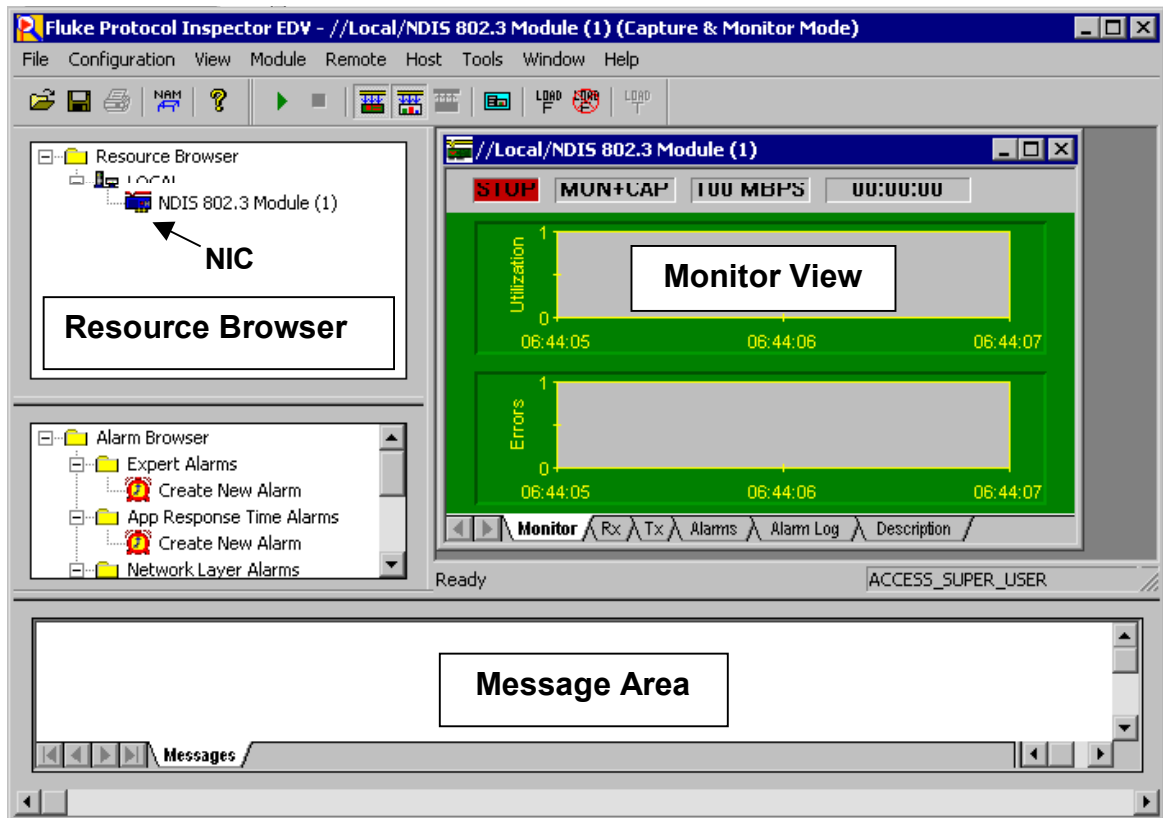 Fluke Protocol Inspector EDV - //Local/NDIS 802.3 Module (1) (Capture & Monitor Mode)
File Configuration View Module Remote Host Tools Window Help
NAM
LOAD F
LOAD F
LOAD T
Resource Browser
LOCAL
NDIS 802.3 Module (1)
NIC
Resource Browser
Alarm Browser
Expert Alarms
Create New Alarm
App Response Time Alarms
Create New Alarm
Network Layer Alarms
//Local/NDIS 802.3 Module (1)
STOP MON+CAP 100 MBPS 00:00:00
Utilization
1
0
06:44:05 06:44:06 06:44:07
Monitor View
Errors
1
0
06:44:05 06:44:06 06:44:07
Monitor Rx Tx Alarms Alarm Log Description
Ready ACCESS_SUPER_USER
Message Area
Messages